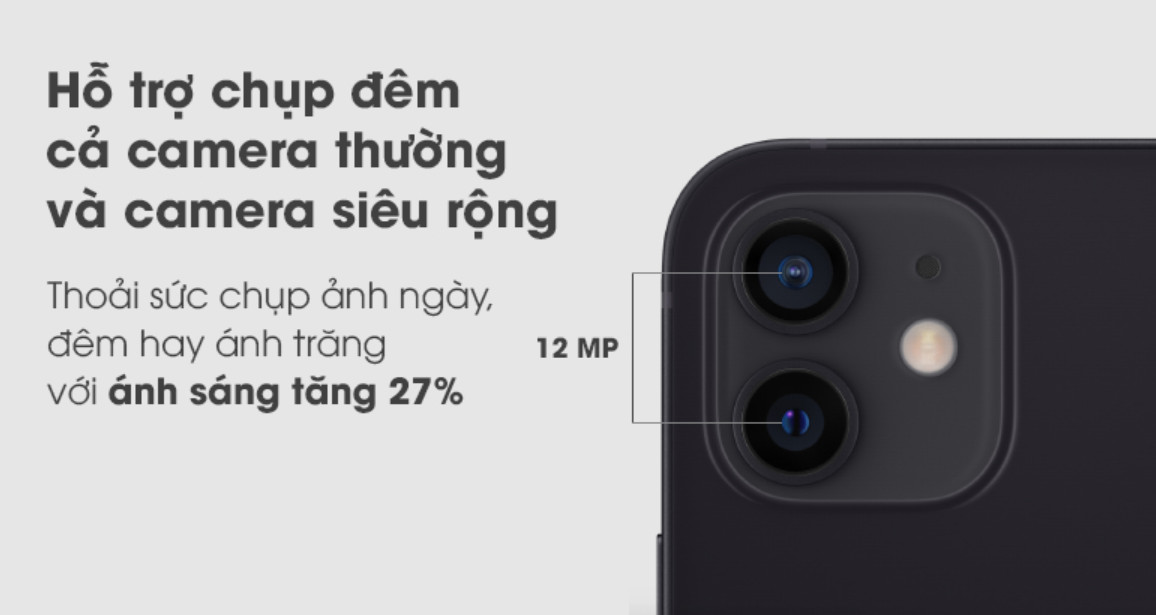 Hỗ trợ chụp đêm
cả camera thường
và camera siêu rộng
Thoải sức chụp ảnh ngày,
đêm hay ánh trăng
với ánh sáng tăng 27%
12 MP